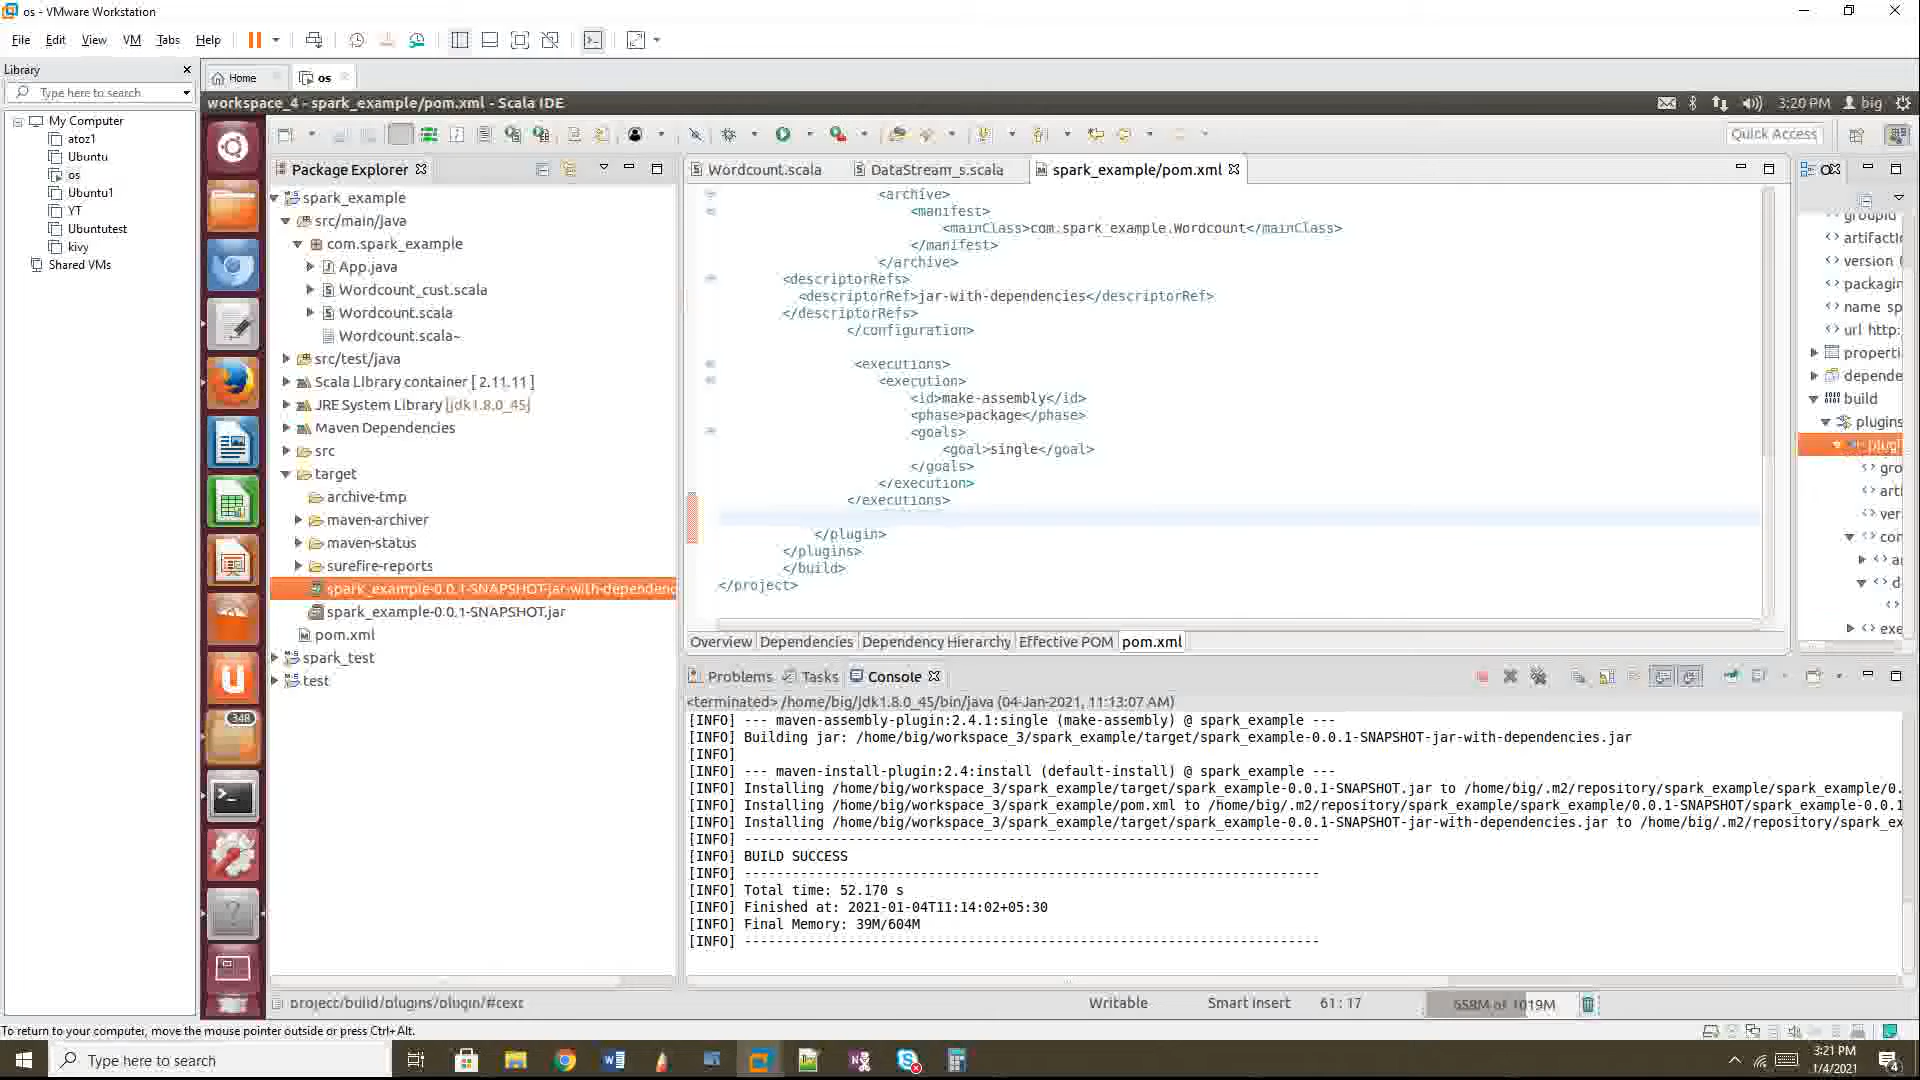 os - VMware Workstation
File Edit View VM Tabs Help
Library
Type here to search
My Computer
atoz1
Ubuntu
os
Ubuntu1
YT
Ubuntutest
kivy
Shared VMs
Home
os
workspace_4 - spark_example/pom.xml - Scala IDE
3:20 PM big
Quick Access
Package Explorer
spark_example
src/main/java
com.spark_example
App.java
Wordcount_cust.scala
Wordcount.scala
Wordcount.scala~
src/test/java
Scala Library container [ 2.11.11 ]
JRE System Library [jdk1.8.0_45]
Maven Dependencies
src
target
archive-tmp
maven-archiver
maven-status
surefire-reports
spark_example-0.0.1-SNAPSHOT-jar-with-dependenc
spark_example-0.0.1-SNAPSHOT.jar
pom.xml
spark_test
test
348
Wordcount.scala
DataStream_s.scala
spark_example/pom.xml
<archive>
<manifest>
<mainClass>com.spark_example.Wordcount</mainClass>
</manifest>
</archive>
<descriptorRefs>
<descriptorRef>jar-with-dependencies</descriptorRef>
</descriptorRefs>
</configuration>
<executions>
<execution>
<id>make-assembly</id>
<phase>package</phase>
<goals>
<goal>single</goal>
</goals>
</execution>
</executions>
</plugin>
</plugins>
</build>
</project>
Overview Dependencies Dependency Hierarchy Effective POM pom.xml
groupId
artifactI
version
packagin
name sp
url http:
properti
depende
build
plugins
plugi
gro
arti
ver
con
a
d
exe
Problems Tasks Console
<terminated> /home/big/jdk1.8.0_45/bin/java (04-Jan-2021, 11:13:07 AM)
[INFO] --- maven-assembly-plugin:2.4.1:single (make-assembly) @ spark_example ---
[INFO] Building jar: /home/big/workspace_3/spark_example/target/spark_example-0.0.1-SNAPSHOT-jar-with-dependencies.jar
[INFO]
[INFO] --- maven-install-plugin:2.4:install (default-install) @ spark_example ---
[INFO] Installing /home/big/workspace_3/spark_example/target/spark_example-0.0.1-SNAPSHOT.jar to /home/big/.m2/repository/spark_example/spark_example/0.
[INFO] Installing /home/big/workspace_3/spark_example/pom.xml to /home/big/.m2/repository/spark_example/spark_example/0.0.1-SNAPSHOT/spark_example-0.0.1
[INFO] Installing /home/big/workspace_3/spark_example/target/spark_example-0.0.1-SNAPSHOT-jar-with-dependencies.jar to /home/big/.m2/repository/spark_ex
[INFO] ------------------------------------------------------------------------
[INFO] BUILD SUCCESS
[INFO] ------------------------------------------------------------------------
[INFO] Total time: 52.170 s
[INFO] Finished at: 2021-01-04T11:14:02+05:30
[INFO] Final Memory: 39M/604M
[INFO] ------------------------------------------------------------------------
project/build/plugins/plugin/#text
Writable
Smart Insert
61 : 17
658M of 1019M
To return to your computer, move the mouse pointer outside or press Ctrl+Alt.
Type here to search
3:21 PM
1/4/2021
4